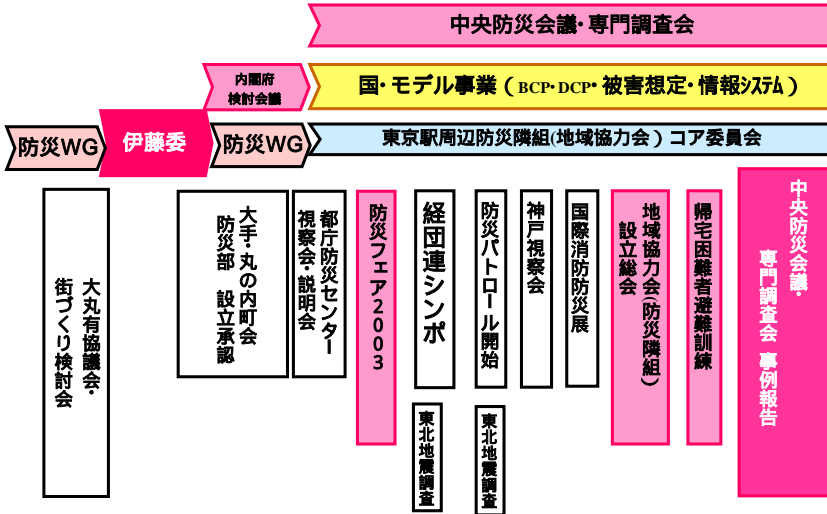 中央防災会議・専門調査会
内閣府
検討会議
国・モデル事業（BCP・DCP・被害想定・情報システム）
防災WG
伊藤委
防災WG
東京駅周辺防災隣組(地域協力会）コア委員会
大丸有協議会・
街づくり検討会
大手・丸の内町会
防災部　設立承認
都庁防災センター
視察会・説明会
防災フェア2003
経団連シンポ
東北地震調査
防災パトロール開始
東北地震調査
神戸視察会
国際消防防災展
地域協力会(防災隣組)
設立総会
帰宅困難者避難訓練
中央防災会議・
専門調査会　事例報告